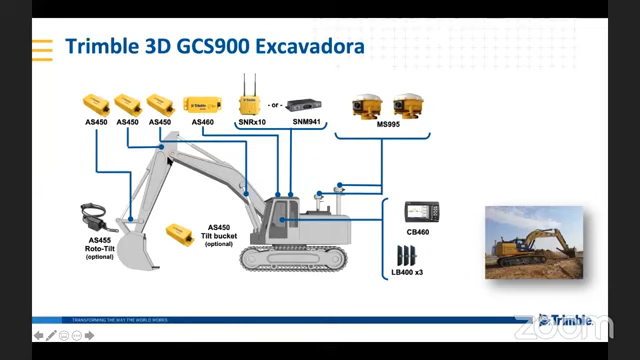 Trimble 3D GCS900 Excavadora
AS450
AS450
AS450
AS460
SNRx10
- or -
SNM941
MS995
AS455
Roto-Tilt
(optional)
AS450
Tilt bucket
(optional)
CB460
LB400 x3
TRANSFORMING THE WAY THE WORLD WORKS
Trimble
zoom